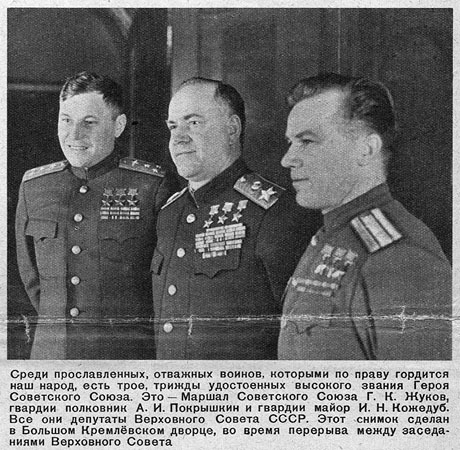 Среди прославленных, отважных воинов, которыми по праву гордится
наш народ, есть трое, трижды удостоенных высокого звания Героя
Советского Союза. Это — Маршал Советского Союза Г. К. Жуков,
гвардии полковник А. И. Покрышкин и гвардии майор И. Н. Кожедуб.
Все они депутаты Верховного Совета СССР. Этот снимок сделан
в Большом Кремлёвском дворце, во время перерыва между заседа-
ниями Верховного Совета